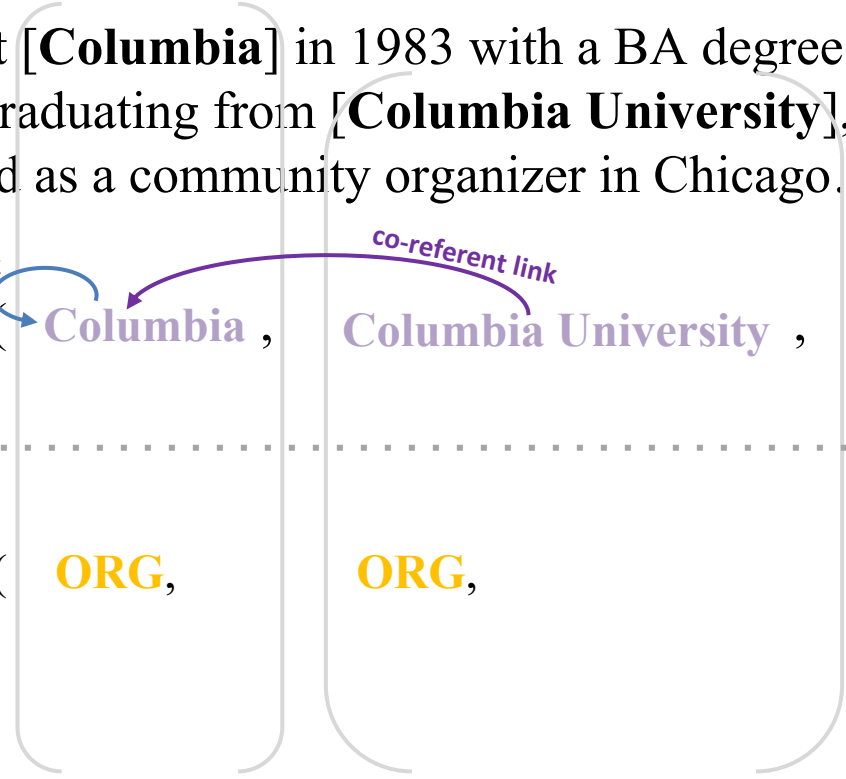 t [Columbia] in 1983 with a BA degree
raduating from [Columbia University],
d as a community organizer in Chicago.
co-referent link
( Columbia , Columbia University ,
( ORG, ORG,